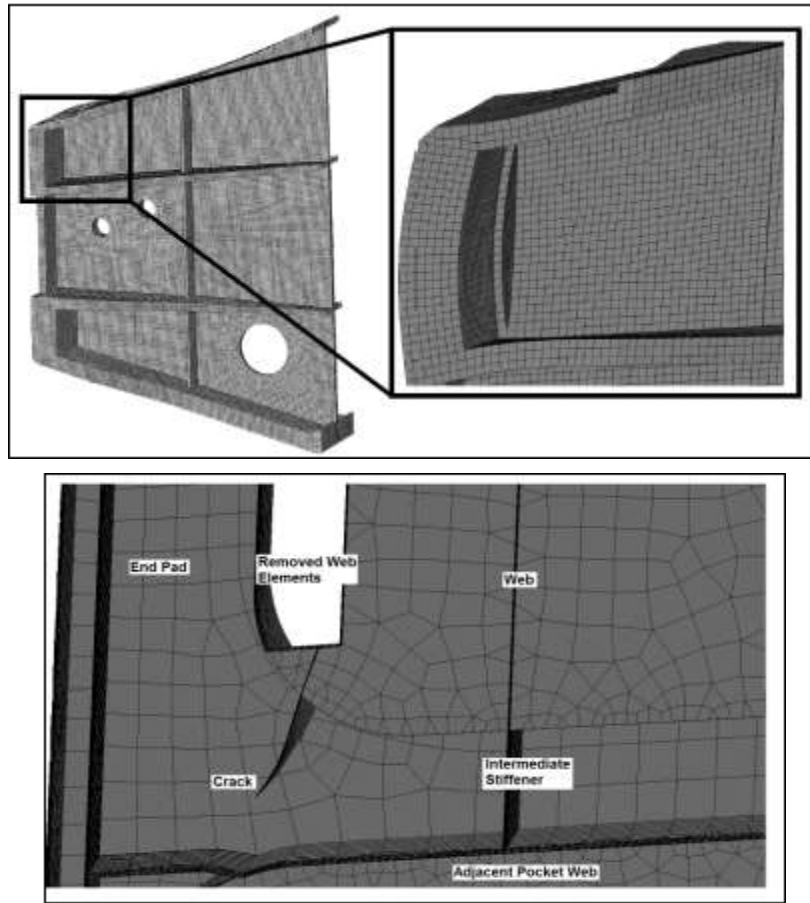 End Pad
Removed Web
Elements
Web
Crack
Intermediate
Stiffener
Adjacent Pocket Web